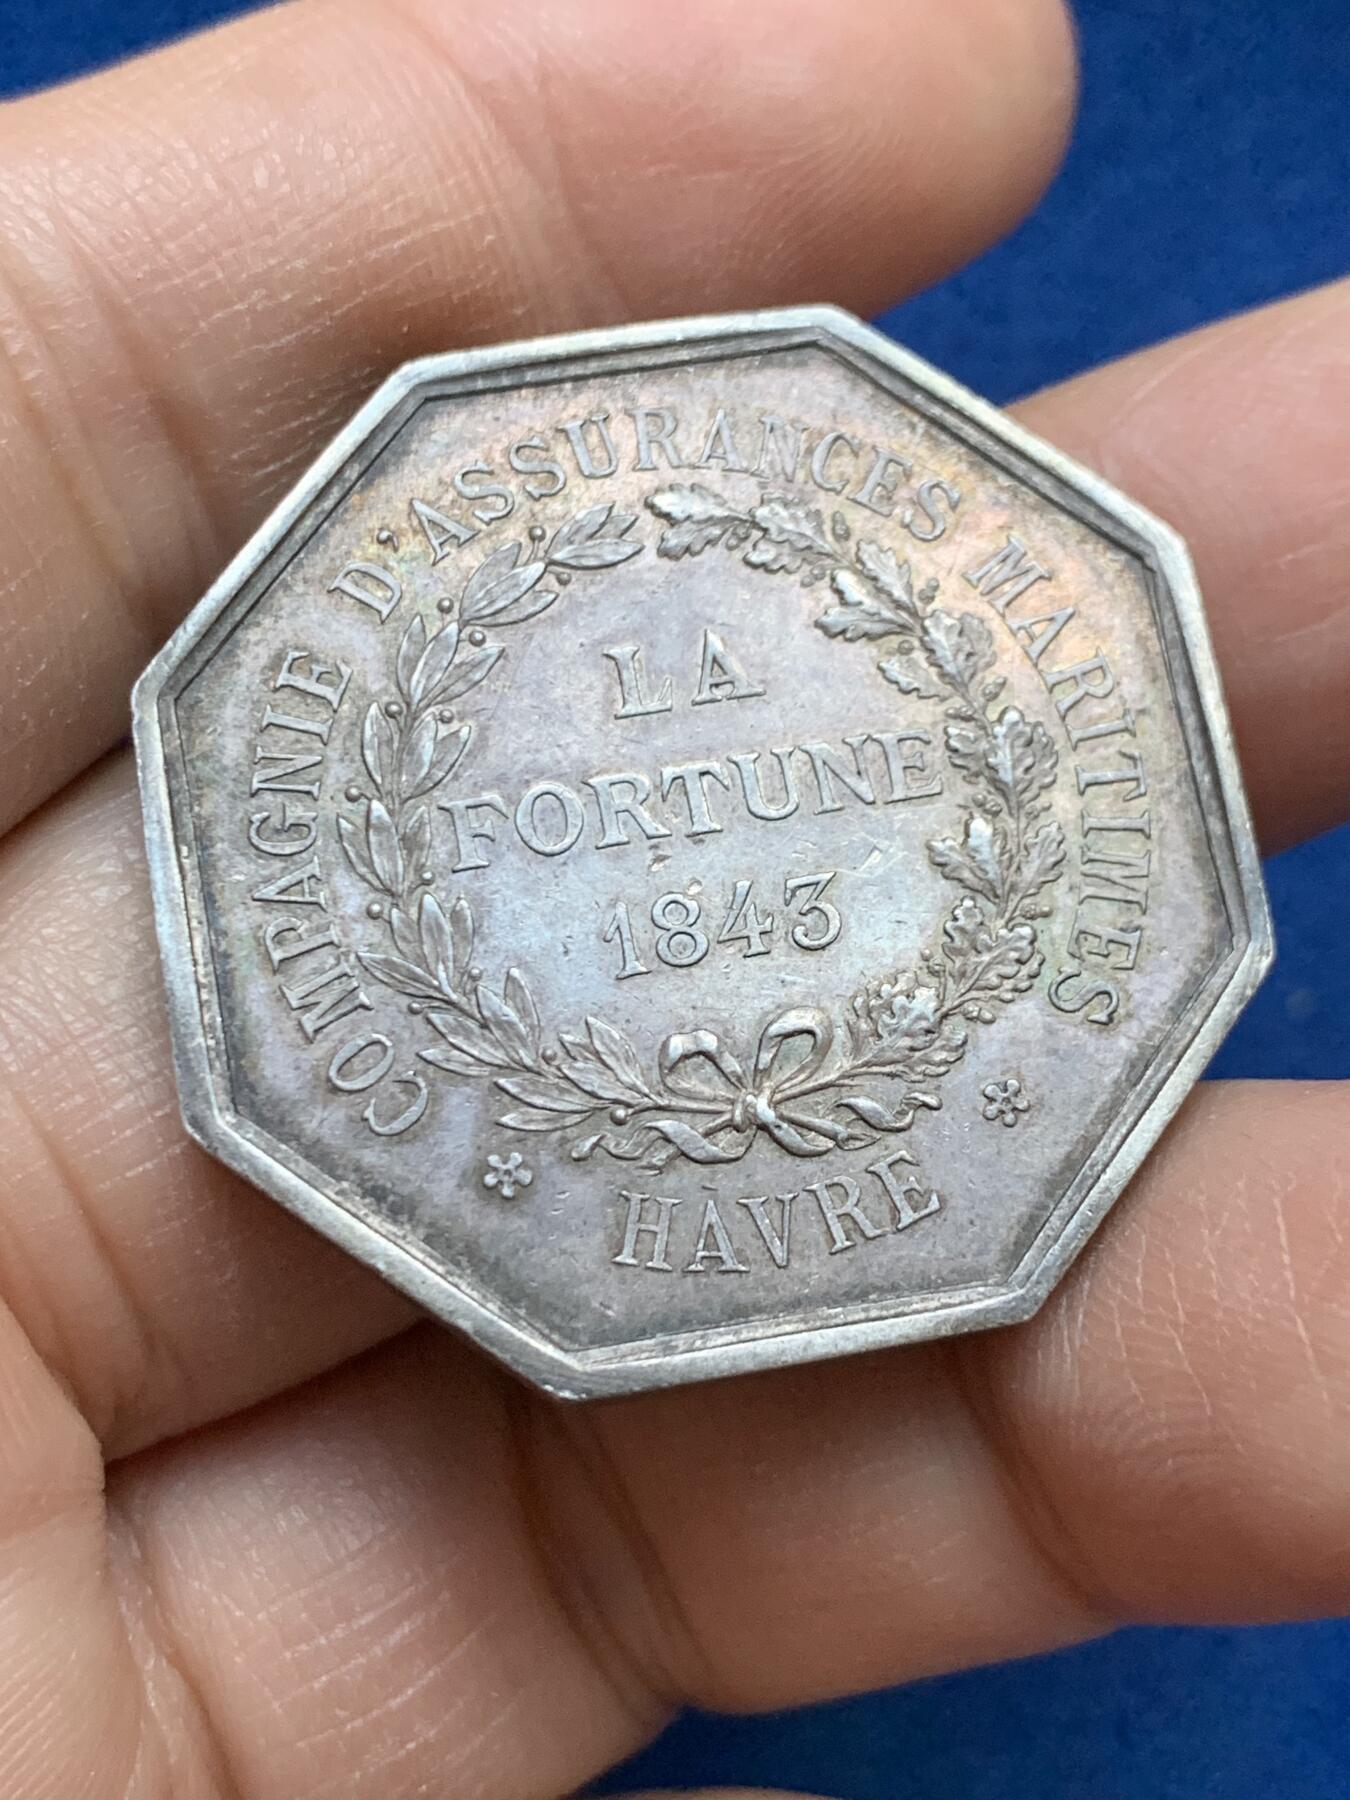 COMPAGNIE D'ASSURANCES MARITIMES
LA
FORTUNE
1843
HAVRE